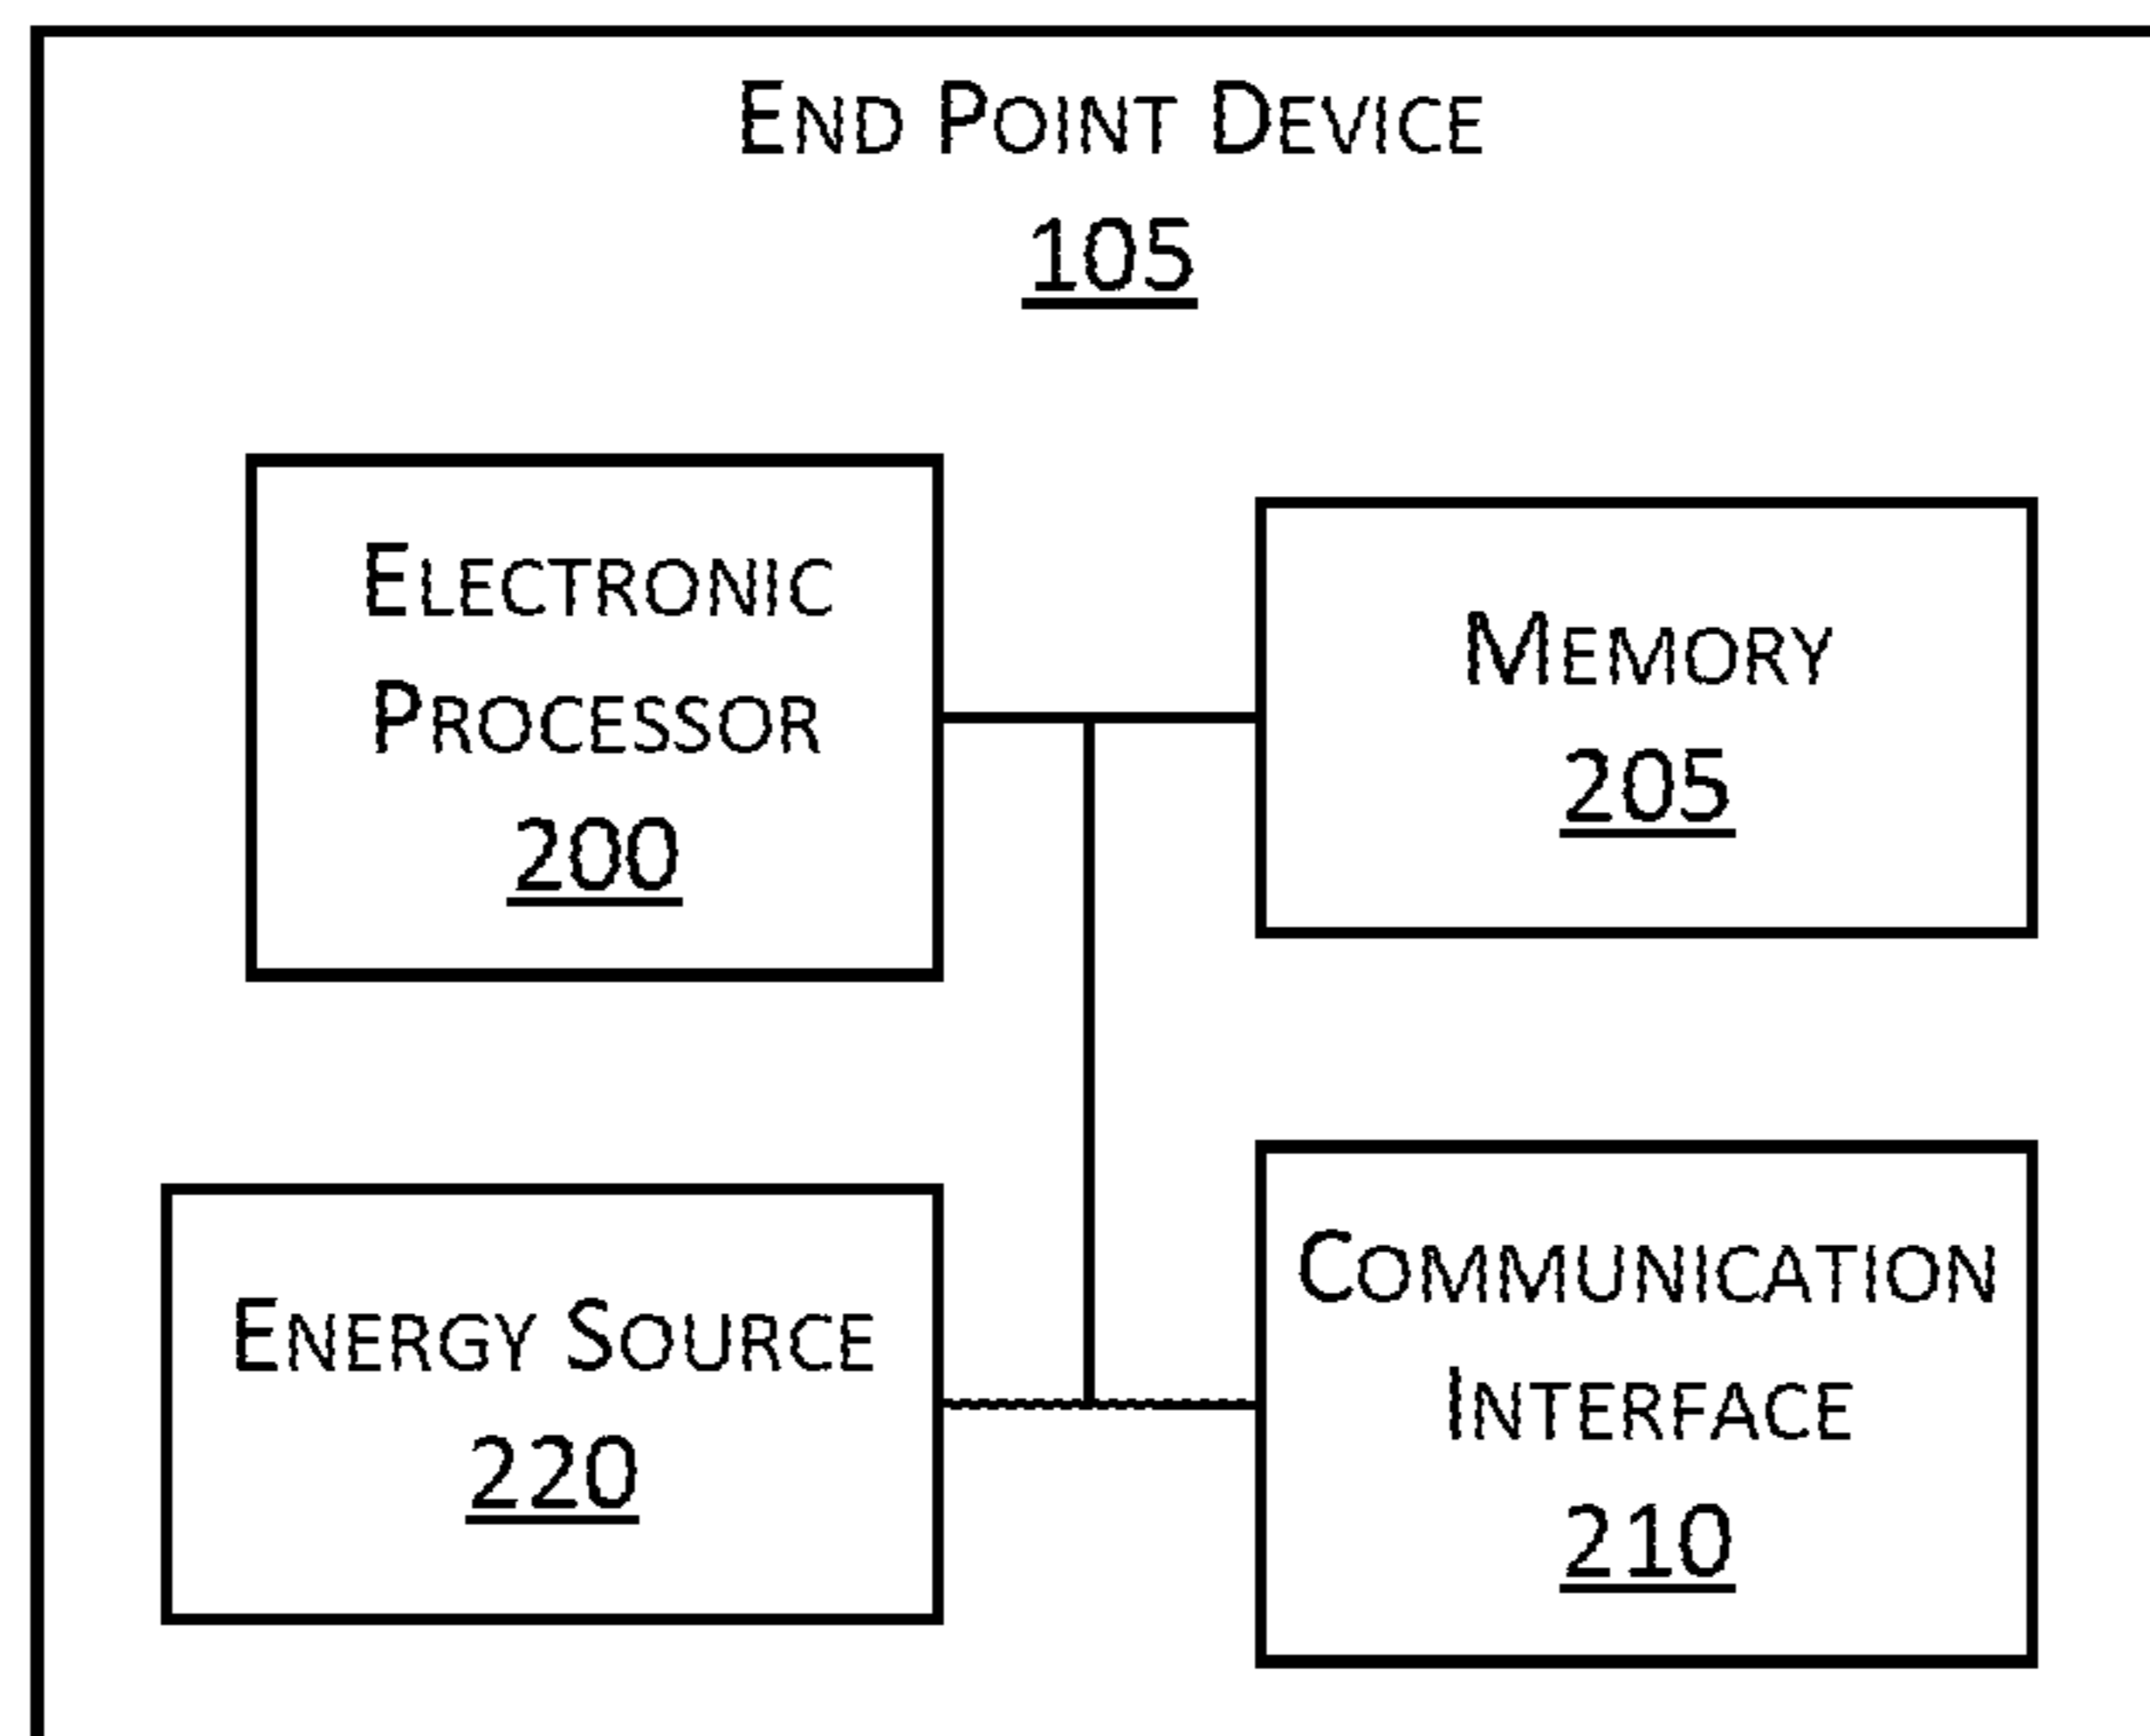 End Point Device
105
Electronic
Processor
200
Memory
205
Energy Source
220
Communication
Interface
210